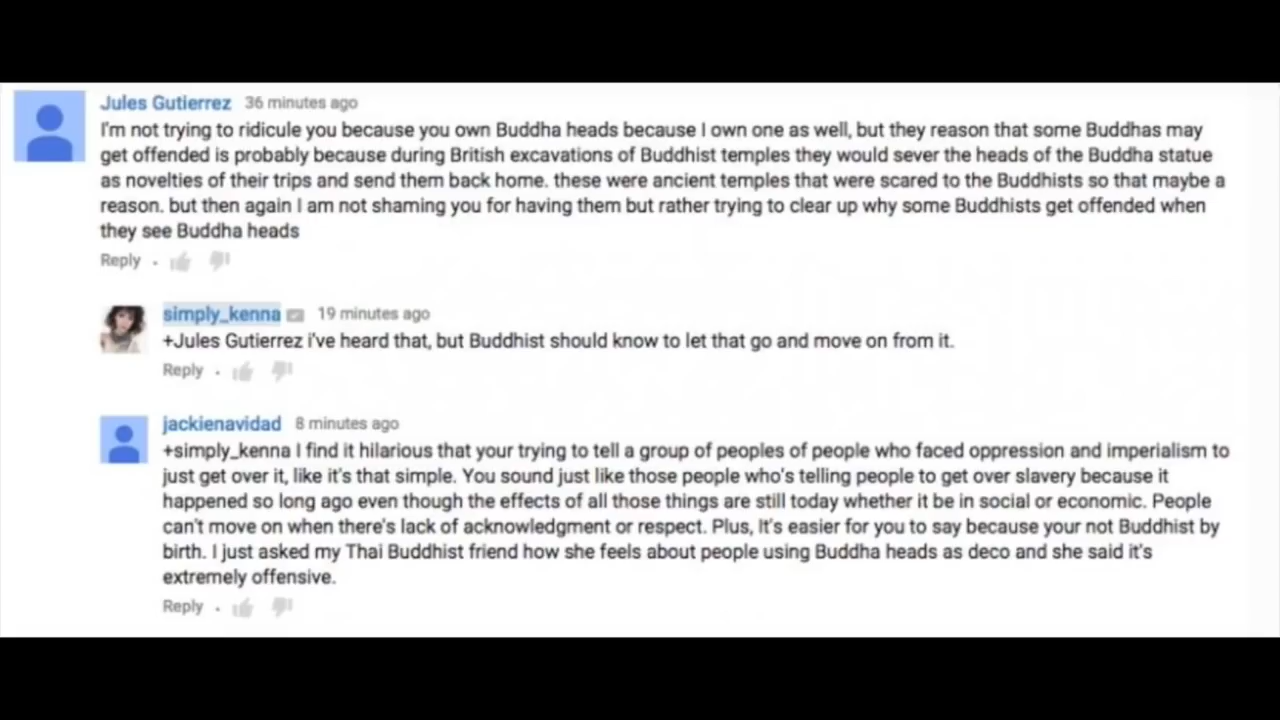 Jules Gutierrez 36 minutes ago
I'm not trying to ridicule you because you own Buddha heads because I own one as well, but they reason that some Buddhas may
get offended is probably because during British excavations of Buddhist temples they would sever the heads of the Buddha statue
as novelties of their trips and send them back home. these were ancient temples that were scared to the Buddhists so that maybe a
reason. but then again I am not shaming you for having them but rather trying to clear up why some Buddhists get offended when
they see Buddha heads
Reply .
simply_kenna 19 minutes ago
+Jules Gutierrez i've heard that, but Buddhist should know to let that go and move on from it.
Reply .
jackienavidad 8 minutes ago
+simply_kenna I find it hilarious that your trying to tell a group of peoples of people who faced oppression and imperialism to
just get over it, like it's that simple. You sound just like those people who's telling people to get over slavery because it
happened so long ago even though the effects of all those things are still today whether it be in social or economic. People
can't move on when there's lack of acknowledgment or respect. Plus, It's easier for you to say because your not Buddhist by
birth. I just asked my Thai Buddhist friend how she feels about people using Buddha heads as deco and she said it's
extremely offensive.
Reply .